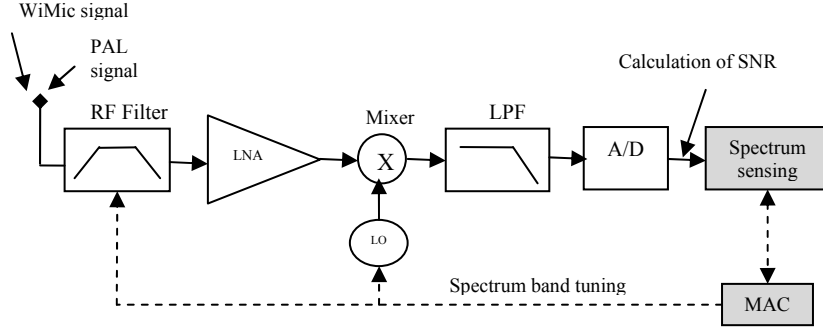 WiMic signal
PAL
signal
Calculation of SNR
RF Filter
Mixer
LPF
LNA
X
A/D
Spectrum
sensing
LO
Spectrum band tuning
MAC